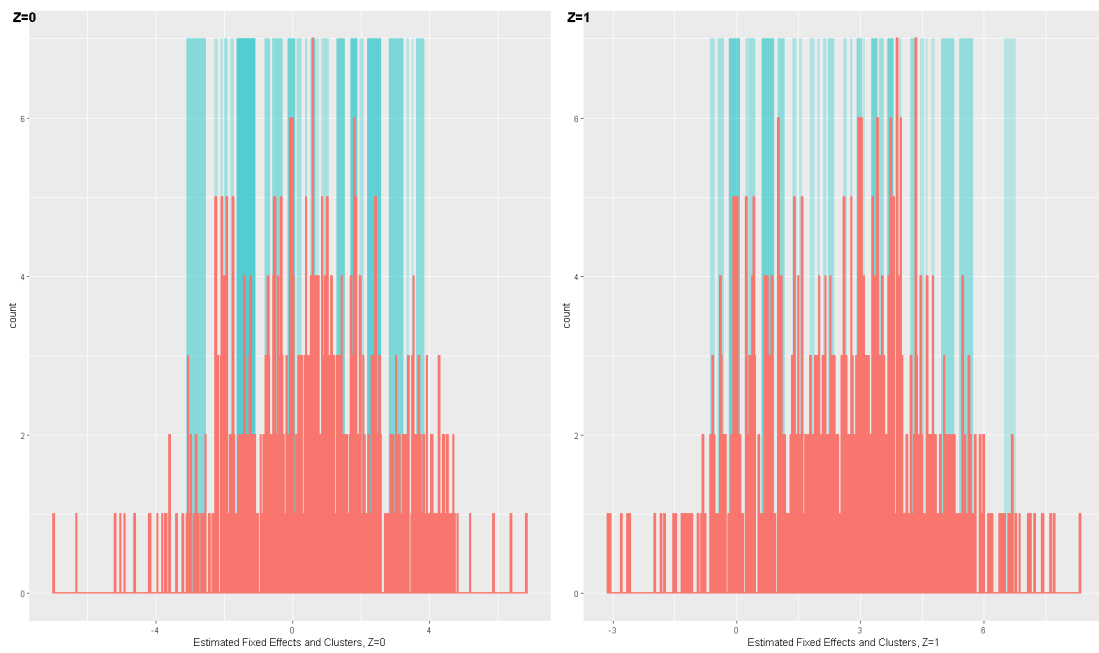 Z=0
Z=1
6
4
2
0
count
-4
0
4
Estimated Fixed Effects and Clusters, Z=0
6
4
2
0
count
-3
0
3
6
Estimated Fixed Effects and Clusters, Z=1